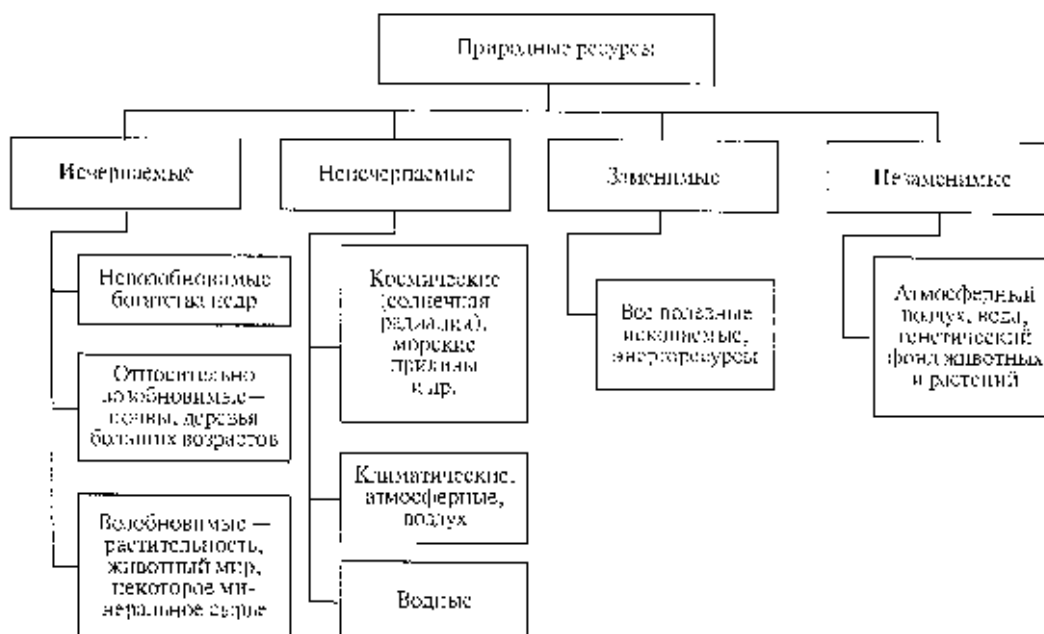 Природные ресурсы
Исчерпаемые
Неисчерпаемые
Заменимые
Незаменимые
Невозобновимые
богатства недр
Относительно
возобновимые —
почвы, деревья
больших возрастов
Возобновимые —
растительность,
животный мир,
некоторое ми-
неральное сырье
Космические
(солнечная
радиация),
морские
приливы
и др.
Климатические,
атмосферные,
воздух
Водные
Все полезные
ископаемые,
энергоресурсы
Атмосферный
воздух, вода,
генетический
фонд животных
и растений